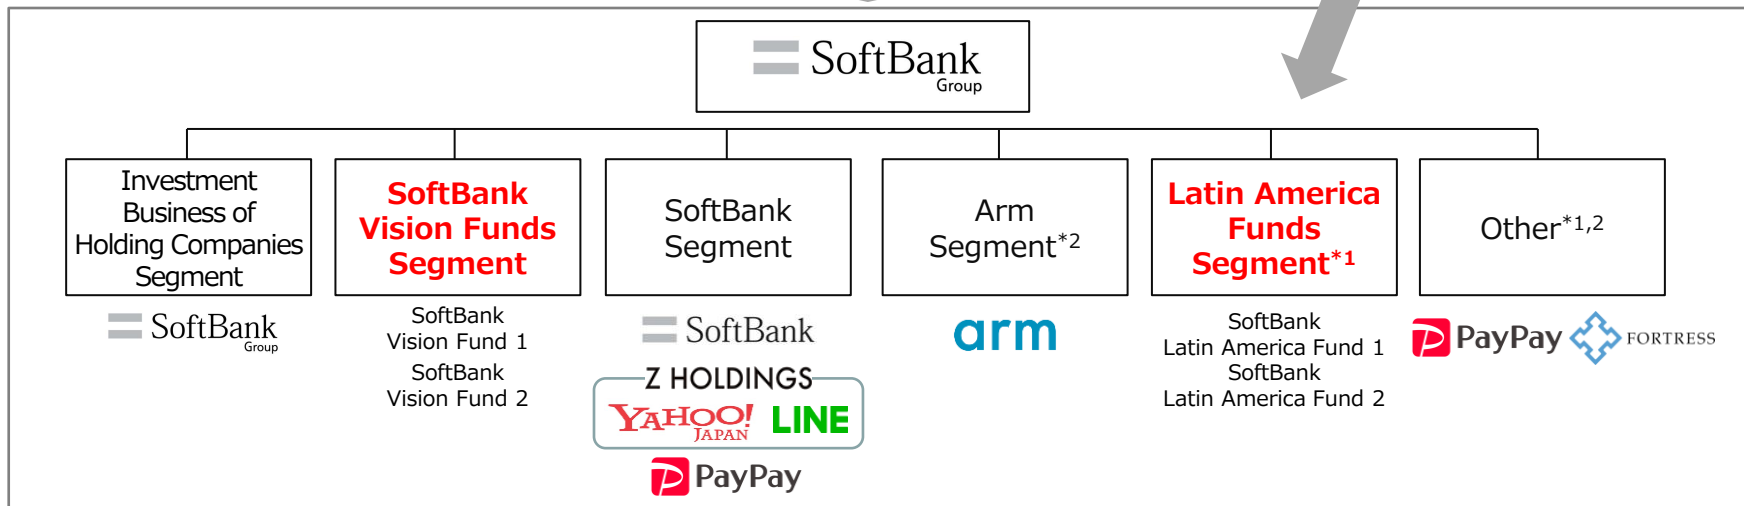 SoftBank
Group
Investment
Business of
Holding Companies
Segment
SoftBank
Group
SoftBank
Vision Funds
Segment
SoftBank
Vision Fund 1
SoftBank
Vision Fund 2
SoftBank
Segment
SoftBank
Z HOLDINGS
YAHOO!
JAPAN
LINE
PayPay
Arm
Segment*2
arm
Latin America
Funds
Segment*1
SoftBank
Latin America Fund 1
SoftBank
Latin America Fund 2
Other*1,2
PayPay
FORTRESS